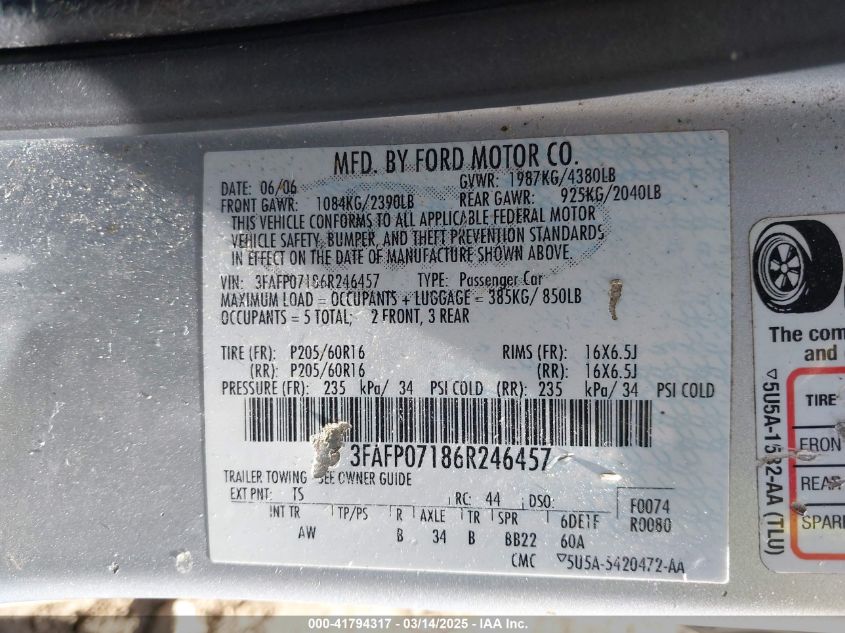 MFD. BY FORD MOTOR CO.
DATE: 06/06 GVWR: 1987KG/4380LB
FRONT GAWR: 1084KG/2390LB REAR GAWR: 925KG/2040LB
THIS VEHICLE CONFORMS TO ALL APPLICABLE FEDERAL MOTOR
VEHICLE SAFETY, BUMPER, AND THEFT PREVENTION STANDARDS
IN EFFECT ON THE DATE OF MANUFACTURE SHOWN ABOVE.
VIN: 3FAFP07186R246457 TYPE: Passenger Car
MAXIMUM LOAD = OCCUPANTS + LUGGAGE = 385KG/ 850LB
OCCUPANTS = 5 TOTAL; 2 FRONT, 3 REAR
TIRE (FR): P205/60R16 RIMS (FR): 16X6.5J
(RR): P205/60R16 (RR): 16X6.5J
PRESSURE (FR): 235 kPa/ 34 PSI COLD (RR): 235 kPa/ 34 PSI COLD
3FAFP07186R246457
TRAILER TOWING - SEE OWNER GUIDE
EXT PNT: TS RC: 44 DSO: F0074
INT TR TP/PS R AXLE TR SPR 6DE1F R0080
AW B 34 B BB22 60A
CMC ▽5U5A-5420472-AA
The com
and
TIRE
FRON
REAR
SPARE
▽5U5A-1532-AA (TLU)
000-41794317 - 03/14/2025 - IAA Inc.